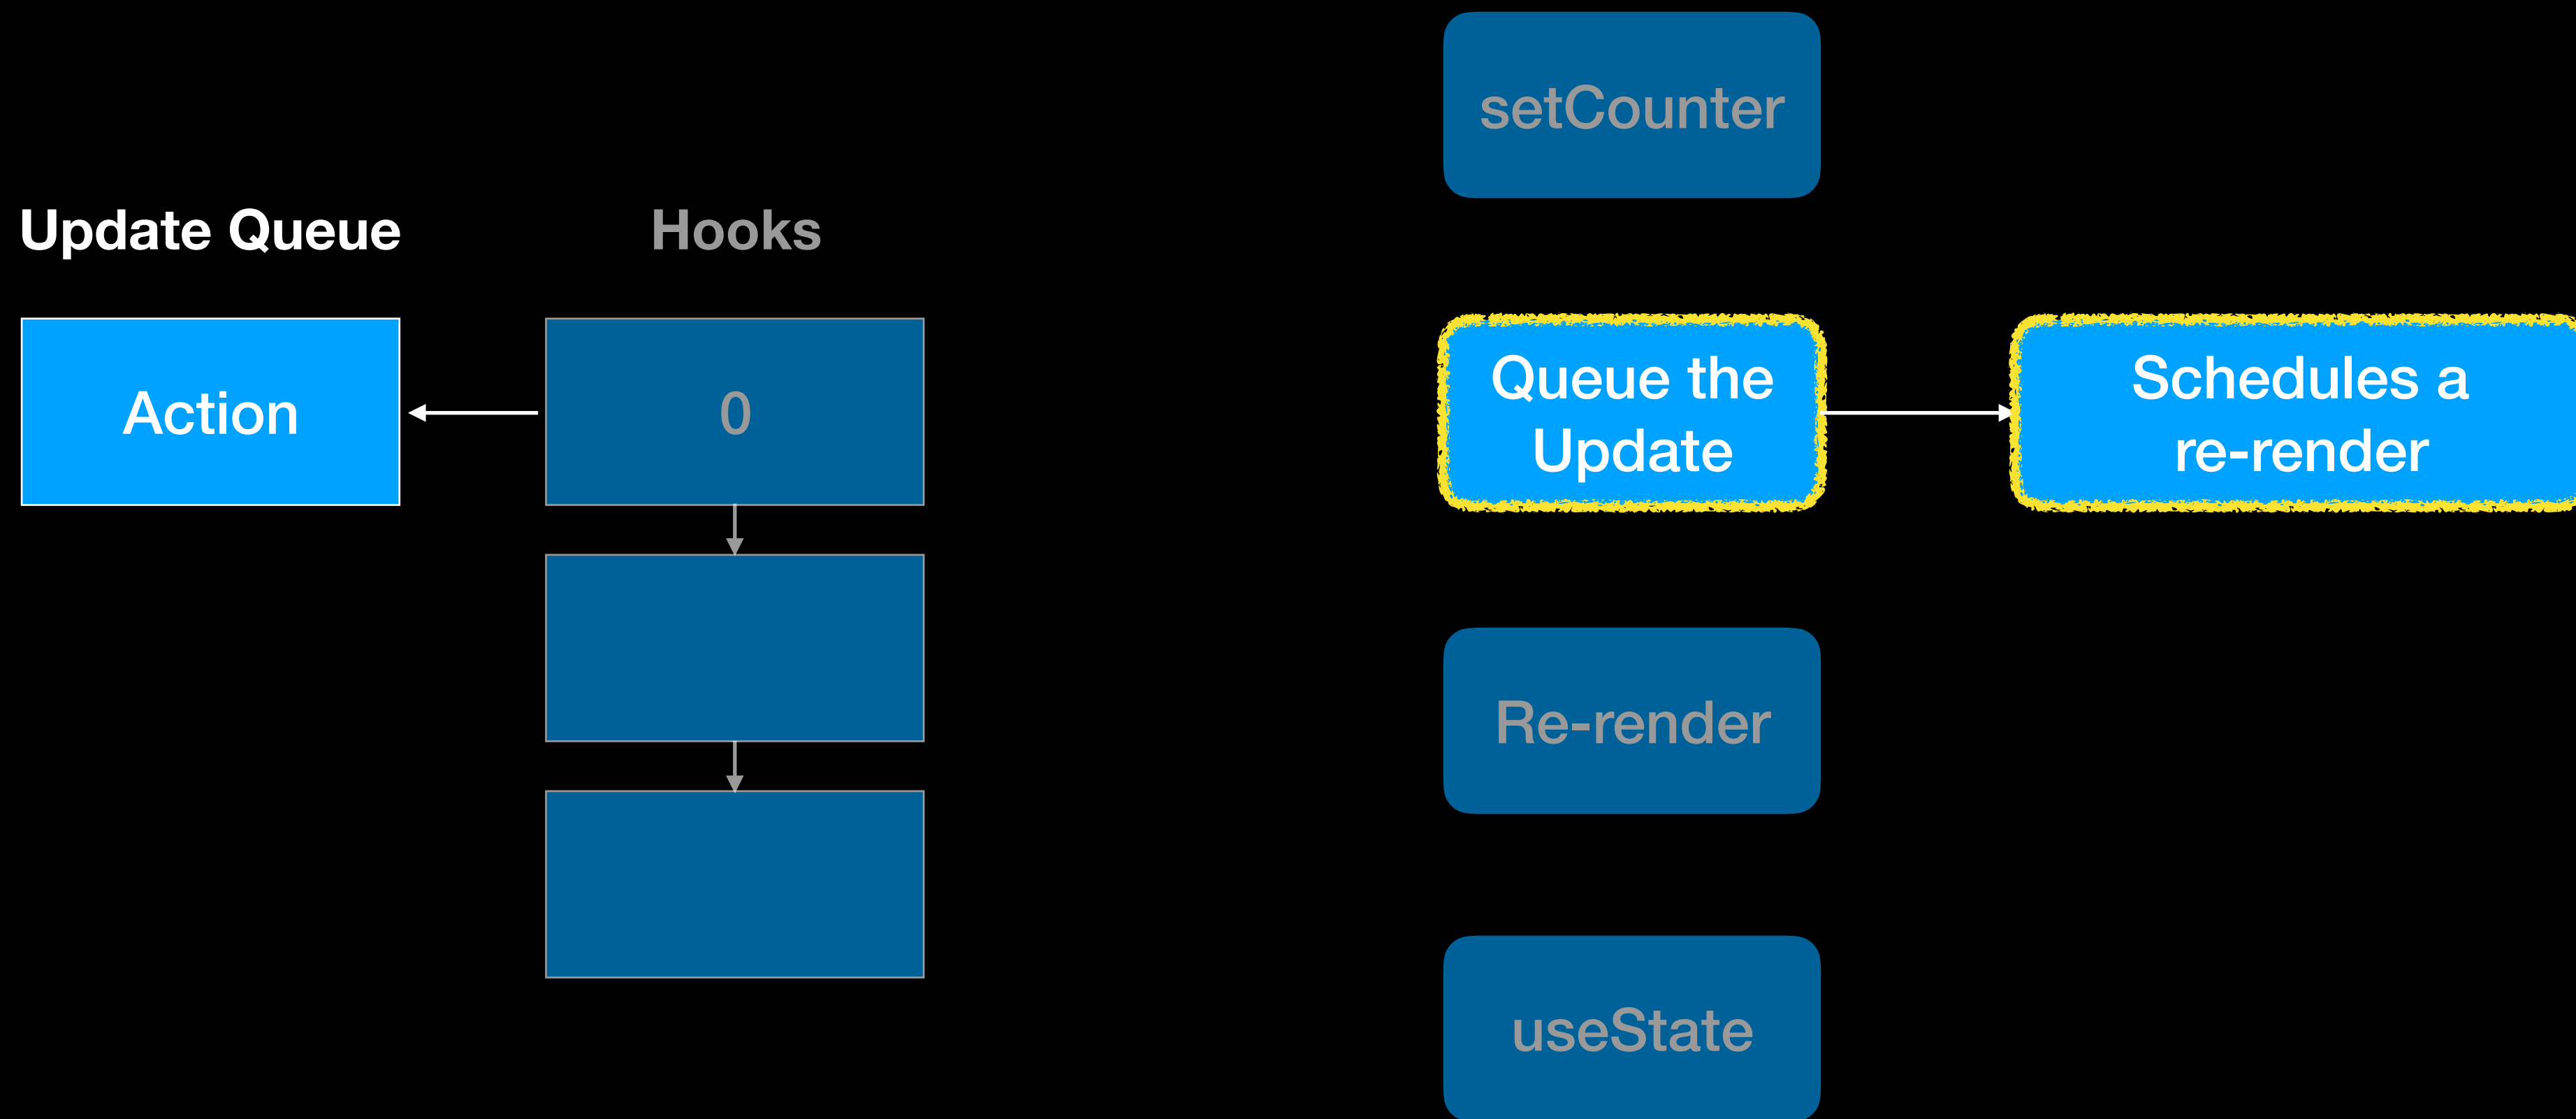 setCounter
Update Queue
Hooks
Action
0
Queue the
Update
Schedules a
re-render
Re-render
useState